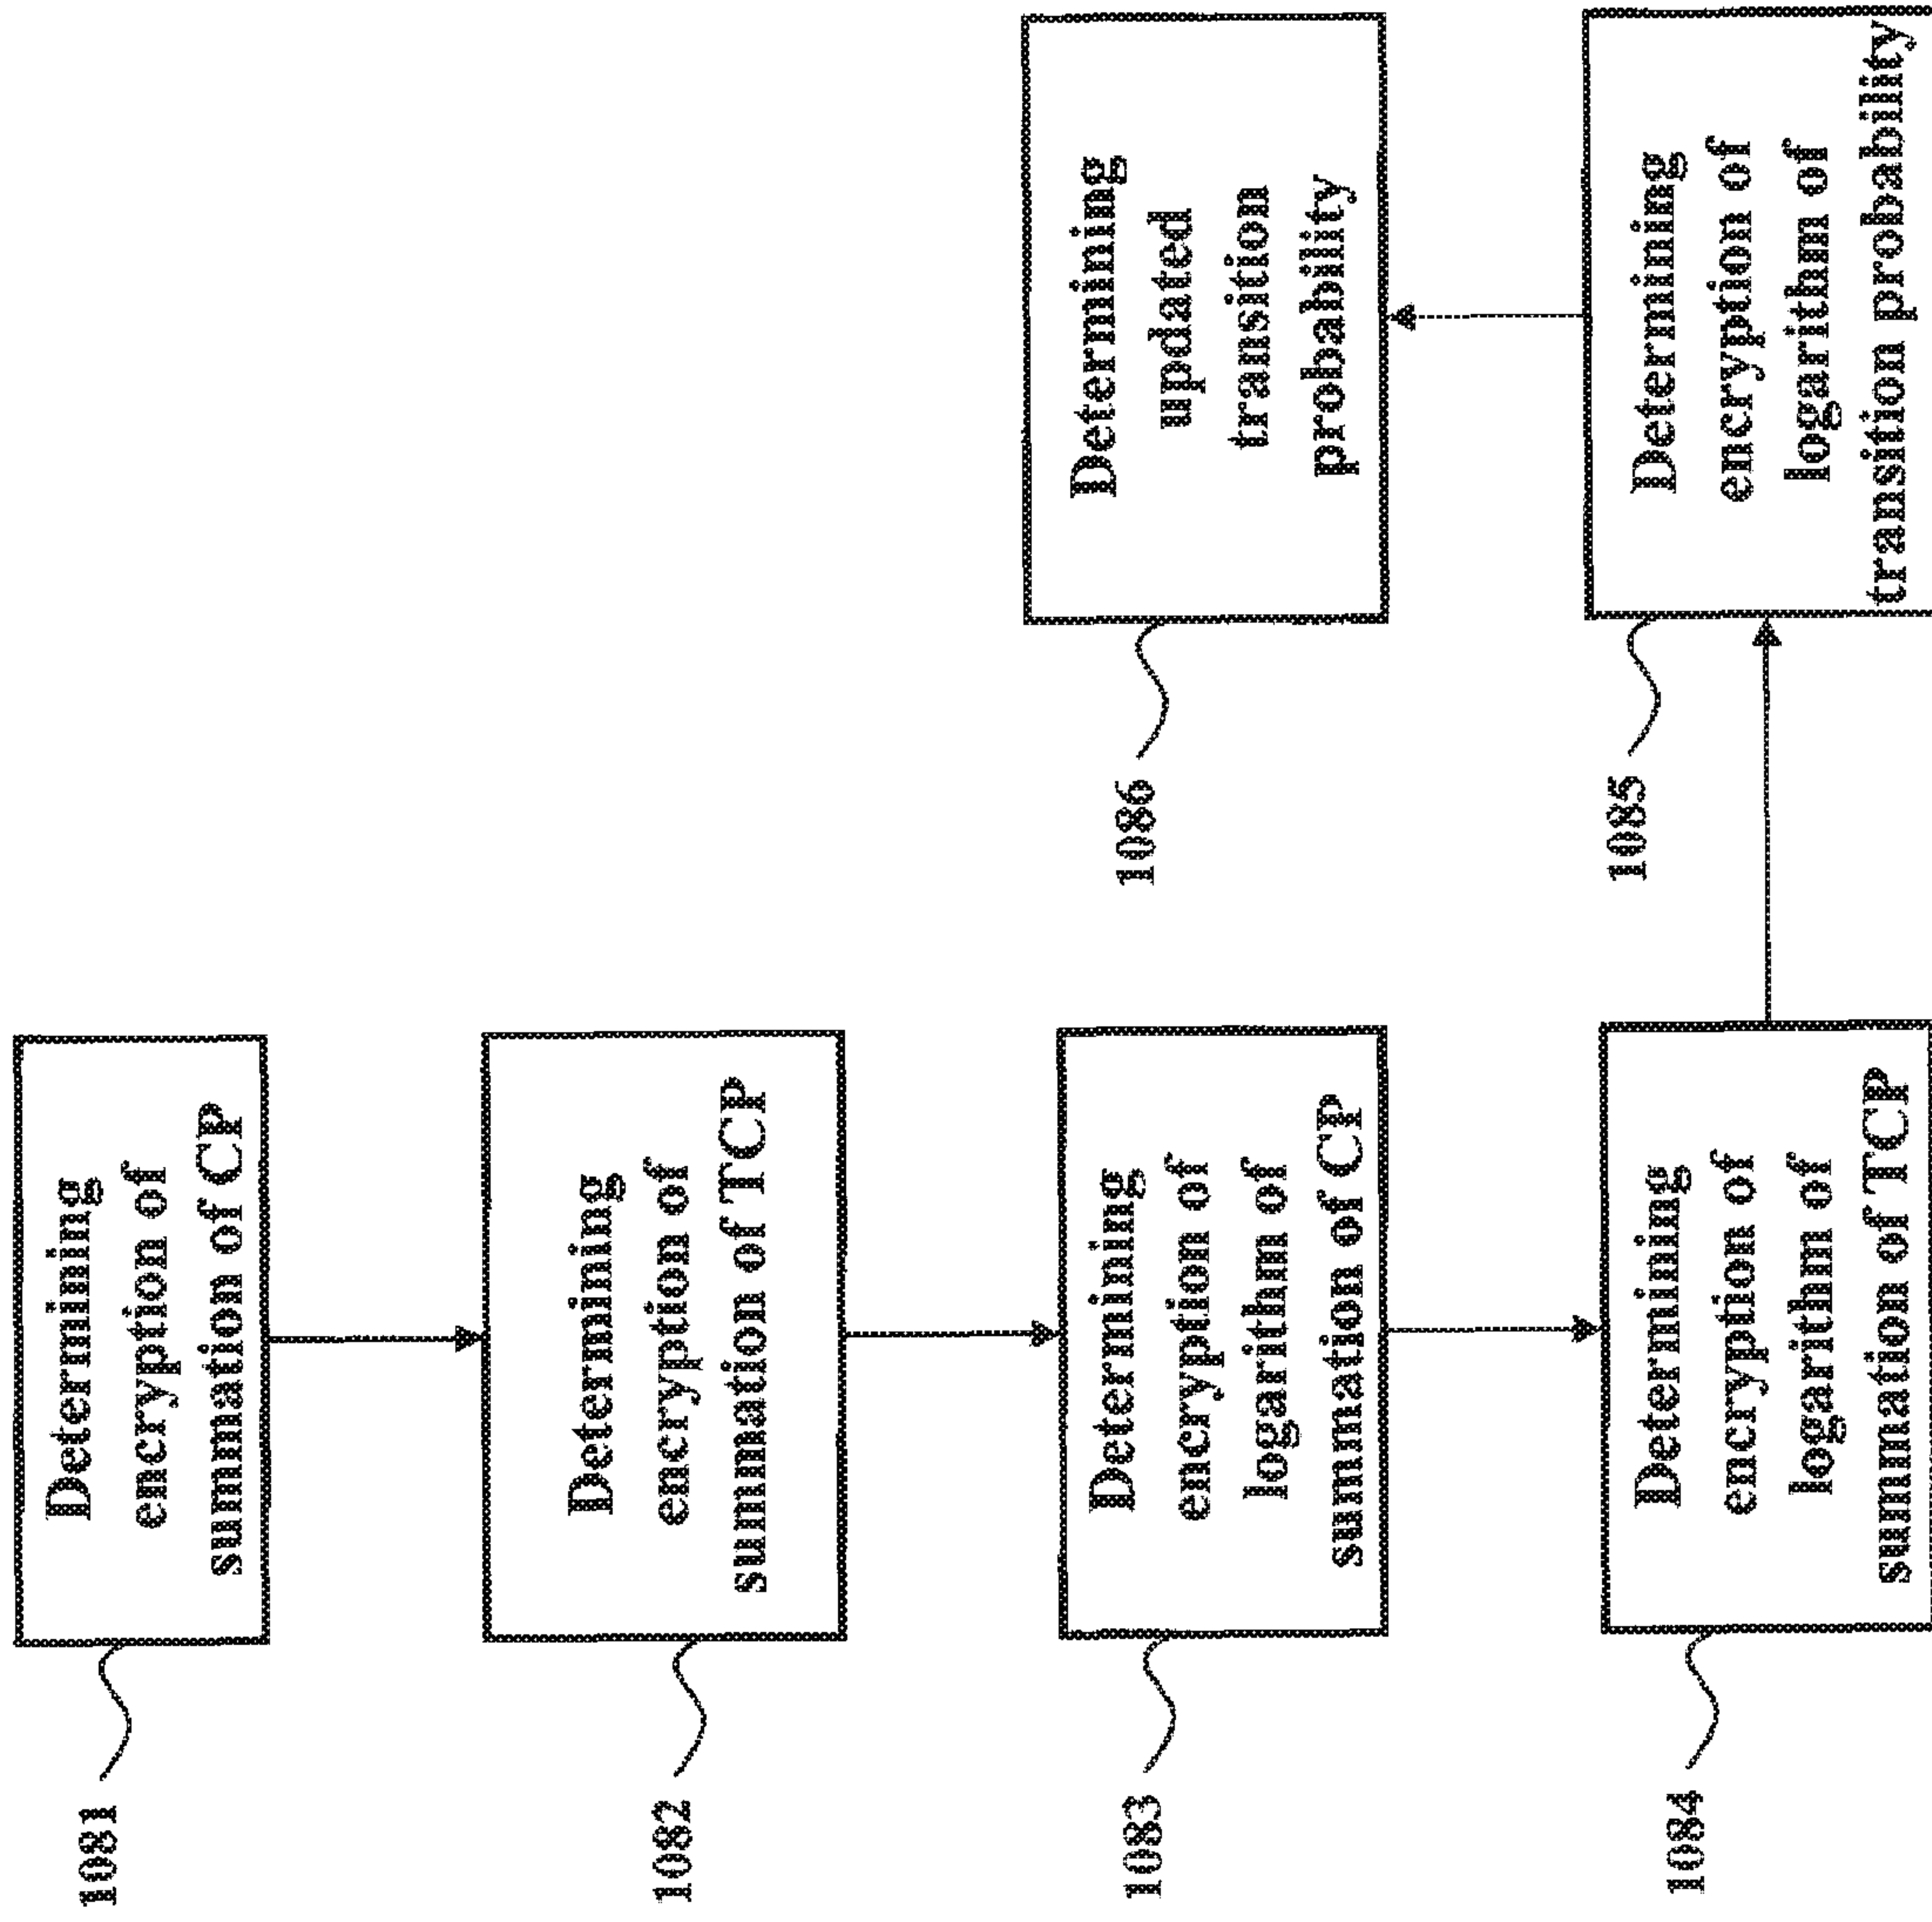 1081
Determining
encryption of
summation of CP
1082
Determining
encryption of
summation of TCP
1083
Determining
encryption of
logarithm of
summation of CP
1084
Determining
encryption of
logarithm of
summation of TCP
1085
Determining
encryption of
logarithm of
transition probability
1086
Determining
updated
transition
probability